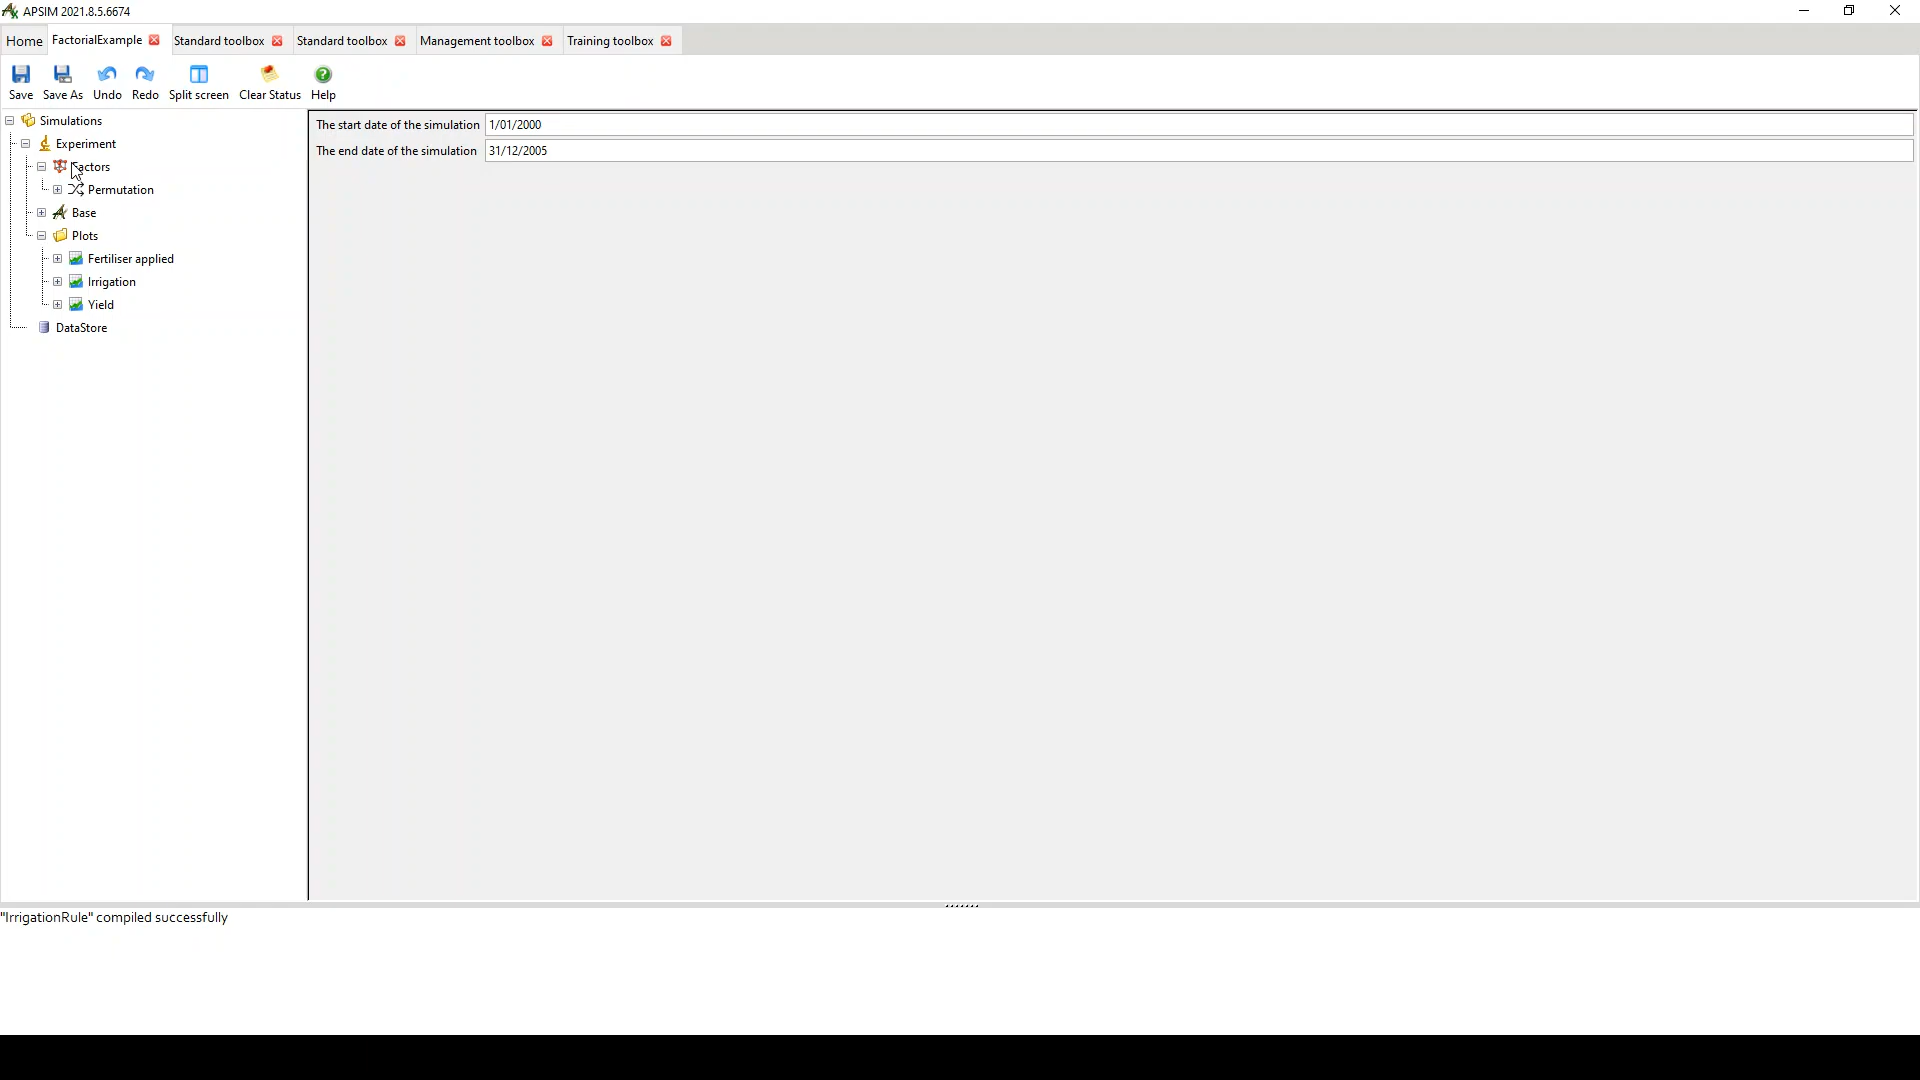 APSIM 2021.8.5.6674
Home FactorialExample Standard toolbox Standard toolbox Management toolbox Training toolbox
Save Save As Undo Redo Split screen Clear Status Help
Simulations
Experiment
actors
Permutation
Base
Plots
Fertiliser applied
Irrigation
Yield
DataStore
The start date of the simulation 1/01/2000
The end date of the simulation 31/12/2005
"IrrigationRule" compiled successfully